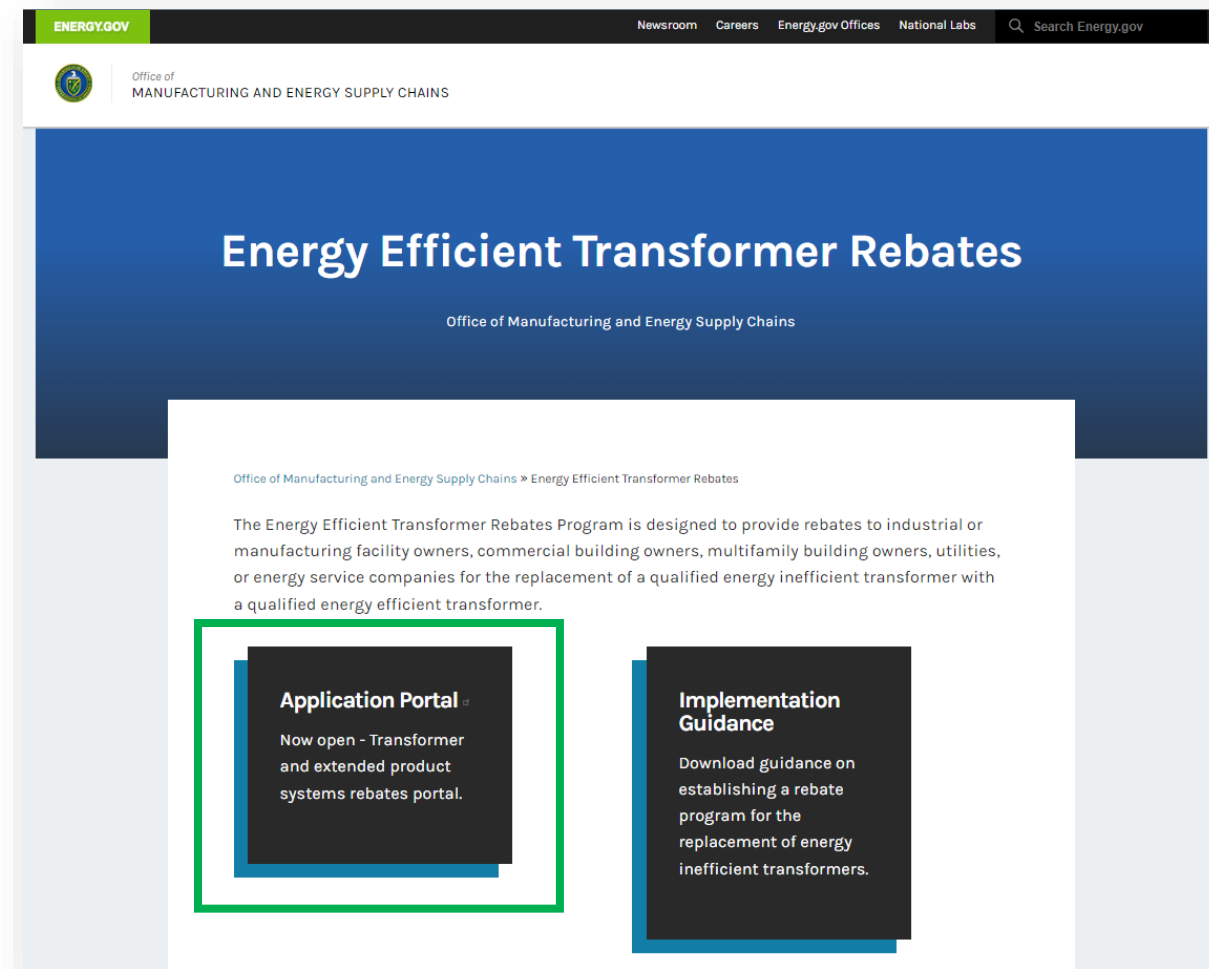 ENERGY.GOV
Newsroom Careers Energy.gov Offices National Labs Search Energy.gov
Office of
MANUFACTURING AND ENERGY SUPPLY CHAINS
Energy Efficient Transformer Rebates
Office of Manufacturing and Energy Supply Chains
Office of Manufacturing and Energy Supply Chains » Energy Efficient Transformer Rebates
The Energy Efficient Transformer Rebates Program is designed to provide rebates to industrial or
manufacturing facility owners, commercial building owners, multifamily building owners, utilities,
or energy service companies for the replacement of a qualified energy inefficient transformer with
a qualified energy efficient transformer.
Application Portal
Now open - Transformer
and extended product
systems rebates portal.
Implementation
Guidance
Download guidance on
establishing a rebate
program for the
replacement of energy
inefficient transformers.